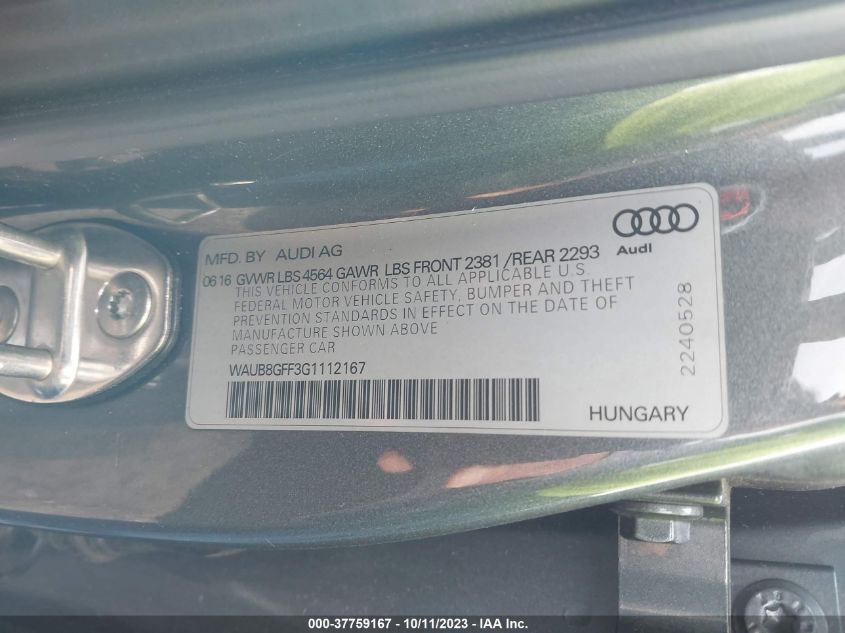 MFD. BY AUDI AG
Audi
0616 GVWR LBS 4564 GAWR LBS FRONT 2381 /REAR 2293
THIS VEHICLE CONFORMS TO ALL APPLICABLE U.S.
FEDERAL MOTOR VEHICLE SAFETY, BUMPER AND THEFT
PREVENTION STANDARDS IN EFFECT ON THE DATE OF
MANUFACTURE SHOWN ABOVE
PASSENGER CAR
WAUB8GFF3G1112167
2240528
HUNGARY
000-37759167 - 10/11/2023 - IAA Inc.